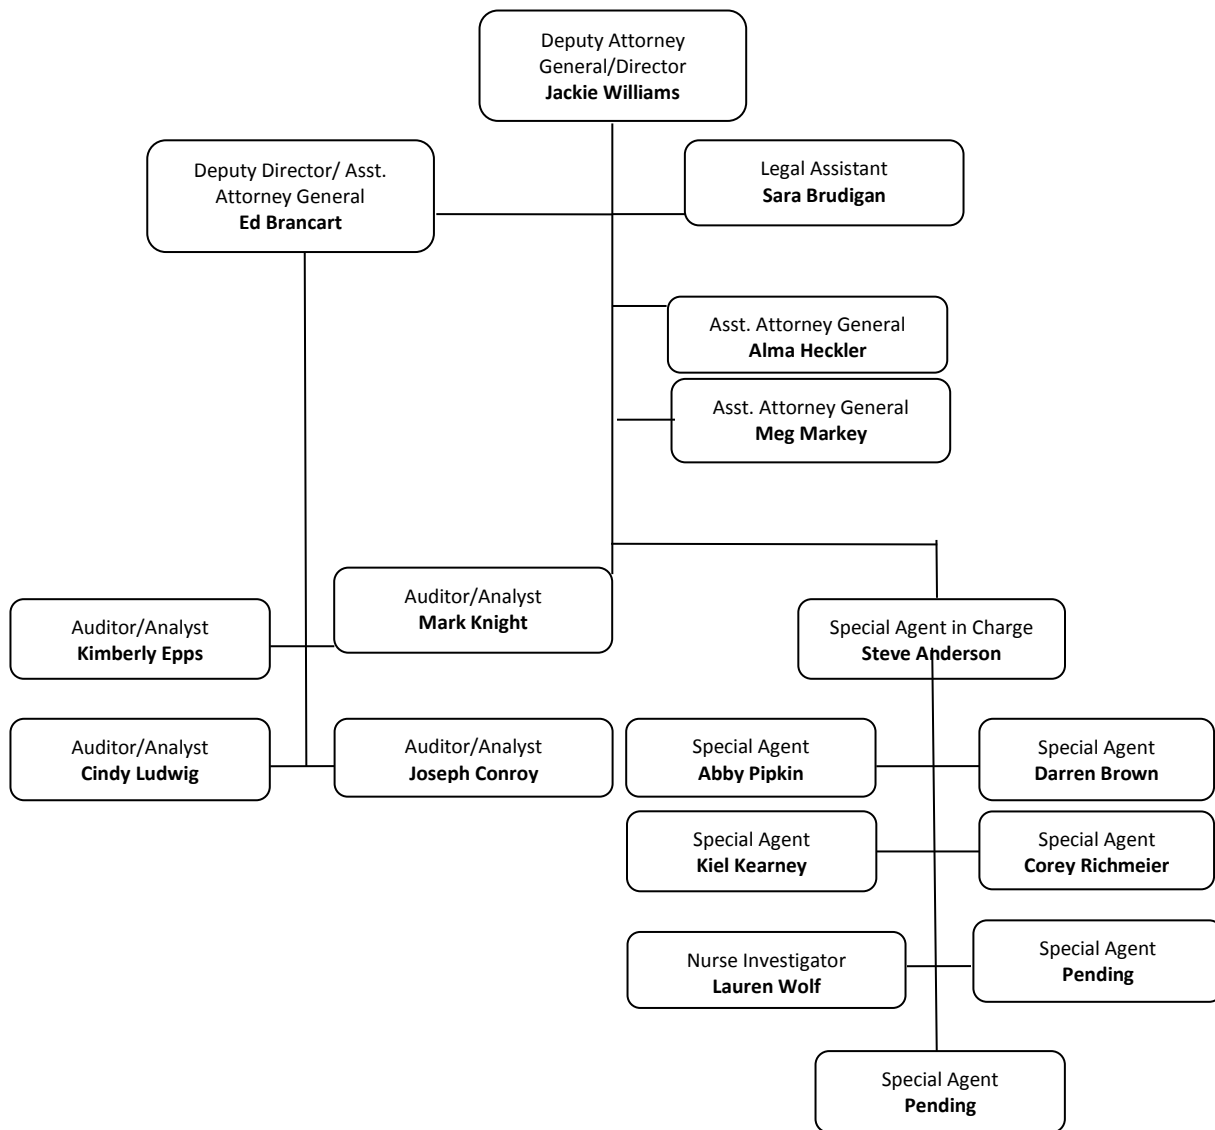 Deputy Attorney
General/Director
Jackie Williams
Deputy Director/ Asst.
Attorney General
Ed Brancart
Legal Assistant
Sara Brudigan
Asst. Attorney General
Alma Heckler
Asst. Attorney General
Meg Markey
Auditor/Analyst
Mark Knight
Auditor/Analyst
Kimberly Epps
Special Agent in Charge
Steve Anderson
Auditor/Analyst
Cindy Ludwig
Auditor/Analyst
Joseph Conroy
Special Agent
Abby Pipkin
Special Agent
Darren Brown
Special Agent
Kiel Kearney
Special Agent
Corey Richmeier
Nurse Investigator
Lauren Wolf
Special Agent
Pending
Special Agent
Pending